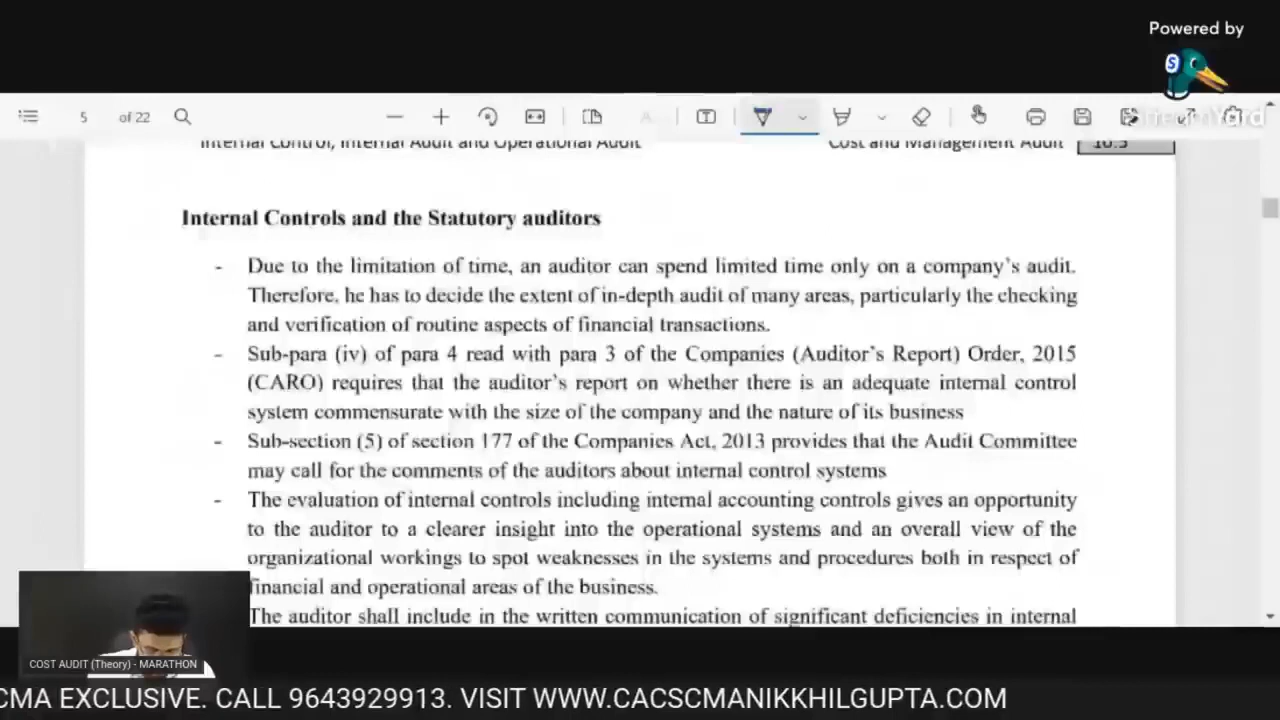 Powered by
S
5 of 22
StreamYard
Internal Control, Internal Audit and Operational Audit Cost and Management Audit 10.5
Internal Controls and the Statutory auditors
- Due to the limitation of time, an auditor can spend limited time only on a company's audit.
Therefore, he has to decide the extent of in-depth audit of many areas, particularly the checking
and verification of routine aspects of financial transactions.
- Sub-para (iv) of para 4 read with para 3 of the Companies (Auditor's Report) Order, 2015
(CARO) requires that the auditor's report on whether there is an adequate internal control
system commensurate with the size of the company and the nature of its business
- Sub-section (5) of section 177 of the Companies Act, 2013 provides that the Audit Committee
may call for the comments of the auditors about internal control systems
- The evaluation of internal controls including internal accounting controls gives an opportunity
to the auditor to a clearer insight into the operational systems and an overall view of the
organizational workings to spot weaknesses in the systems and procedures both in respect of
financial and operational areas of the business.
The auditor shall include in the written communication of significant deficiencies in internal
COST AUDIT (Theory) - MARATHON
CMA EXCLUSIVE. CALL 9643929913. VISIT WWW.CACSCMANIKKHILGUPTA.COM